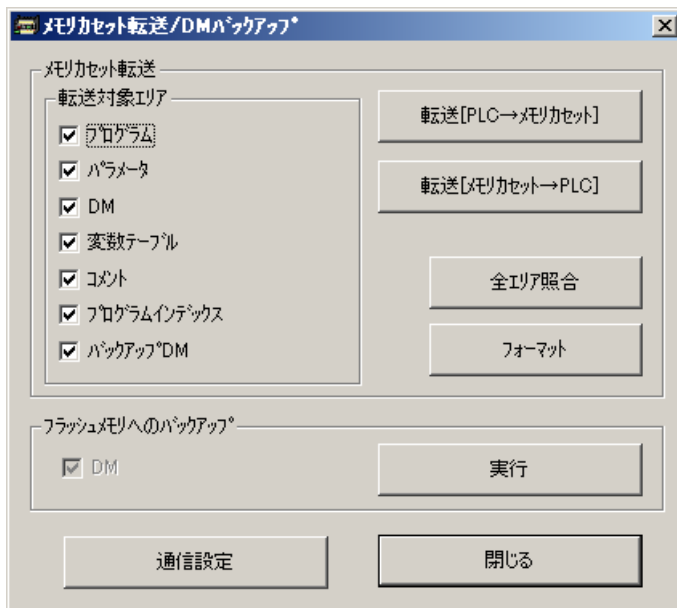 ﾒﾓﾘｶｾｯﾄ転送/DMﾊﾞｯｸｱｯﾌﾟ
ﾒﾓﾘｶｾｯﾄ転送
転送対象ｴﾘｱ
ﾌﾟﾛｸﾞﾗﾑ
ﾊﾟﾗﾒｰﾀ
DM
変数ﾃｰﾌﾞﾙ
ｺﾒﾝﾄ
ﾌﾟﾛｸﾞﾗﾑｲﾝﾃﾞｯｸｽ
ﾊﾞｯｸｱｯﾌﾟDM
転送[PLC→ﾒﾓﾘｶｾｯﾄ]
転送[ﾒﾓﾘｶｾｯﾄ→PLC]
全ｴﾘｱ照合
ﾌｫｰﾏｯﾄ
ﾌﾗｯｼｭﾒﾓﾘへのﾊﾞｯｸｱｯﾌﾟ
DM
実行
通信設定
閉じる